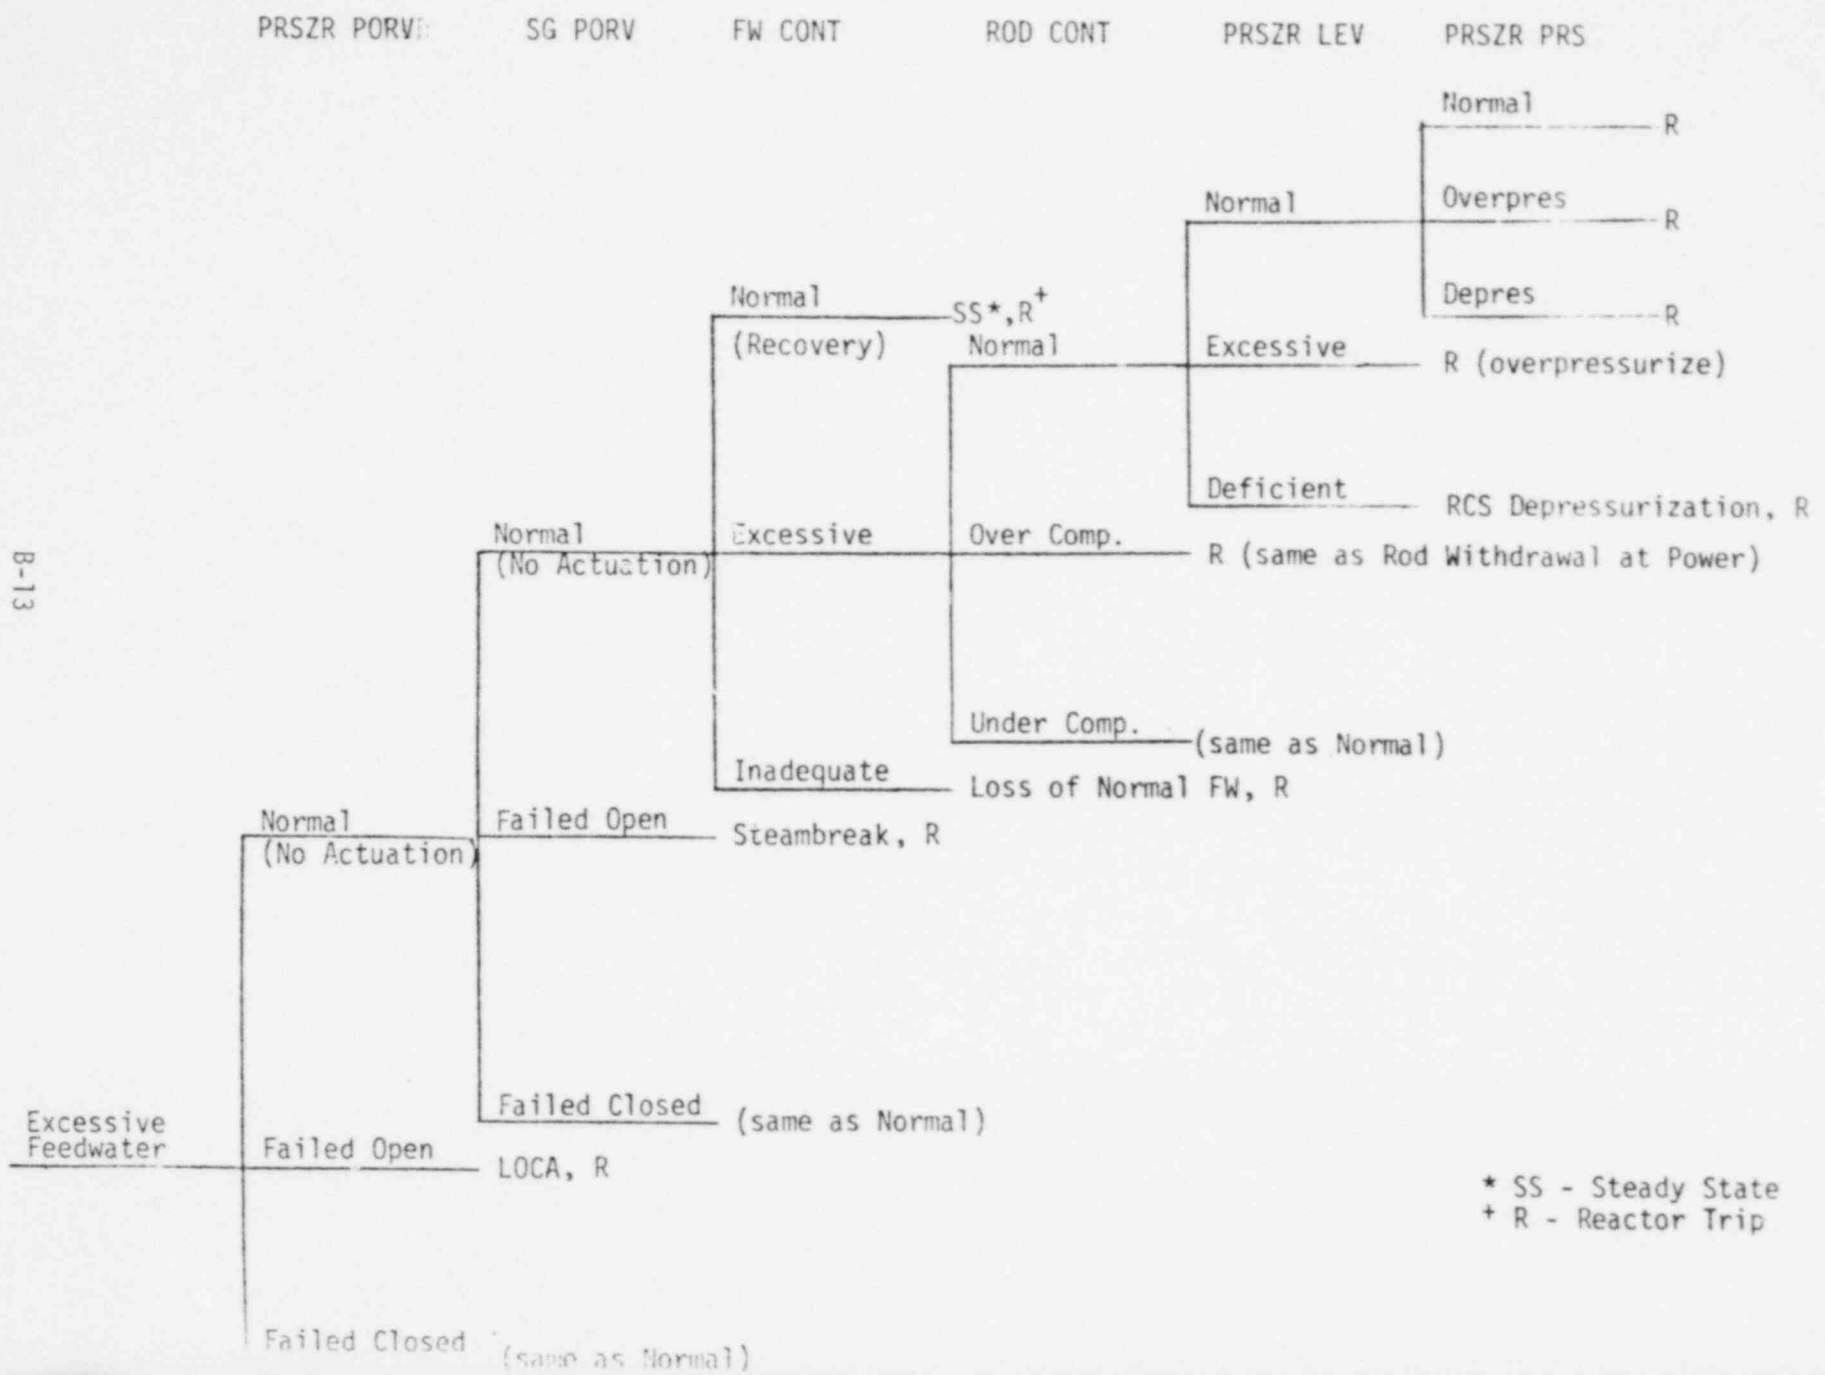 PRSZR PORV SG PORV FW CONT ROD CONT PRSZR LEV PRSZR PRS
Normal
R
Normal
Overpres
R
Normal
SS*,R+
(Recovery)
Depres
R
Normal
Excessive
R (overpressurize)
Deficient
RCS Depressurization, R
Normal
(No Actuation)
Excessive
Over Comp.
R (same as Rod Withdrawal at Power)
B-13
Under Comp.
(same as Normal)
Inadequate
Loss of Normal FW, R
Normal
(No Actuation)
Failed Open
Steambreak, R
Failed Closed
(same as Normal)
Excessive
Feedwater
Failed Open
LOCA, R
* SS - Steady State
+ R - Reactor Trip
Failed Closed
(same as Normal)